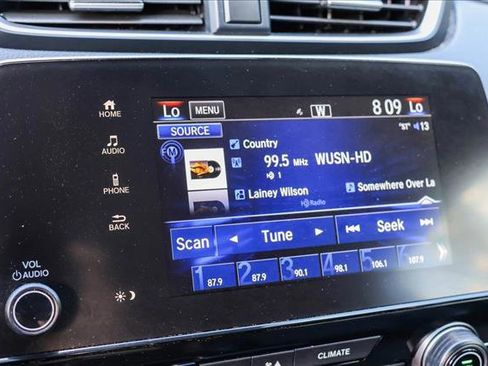 Lo MENU W 8 09 Lo
HOME
SOURCE "ST" 13
Country
AUDIO
FM 99.5 MHz WUSN-HD
1
PHONE
Lainey Wilson Somewhere Over La
HD Radio
BACK
Scan Tune Seek
VOL
AUDIO
1 87.9 2 87.9 3 90.1 4 98.1 5 106.1 6 107.9
CLIMATE